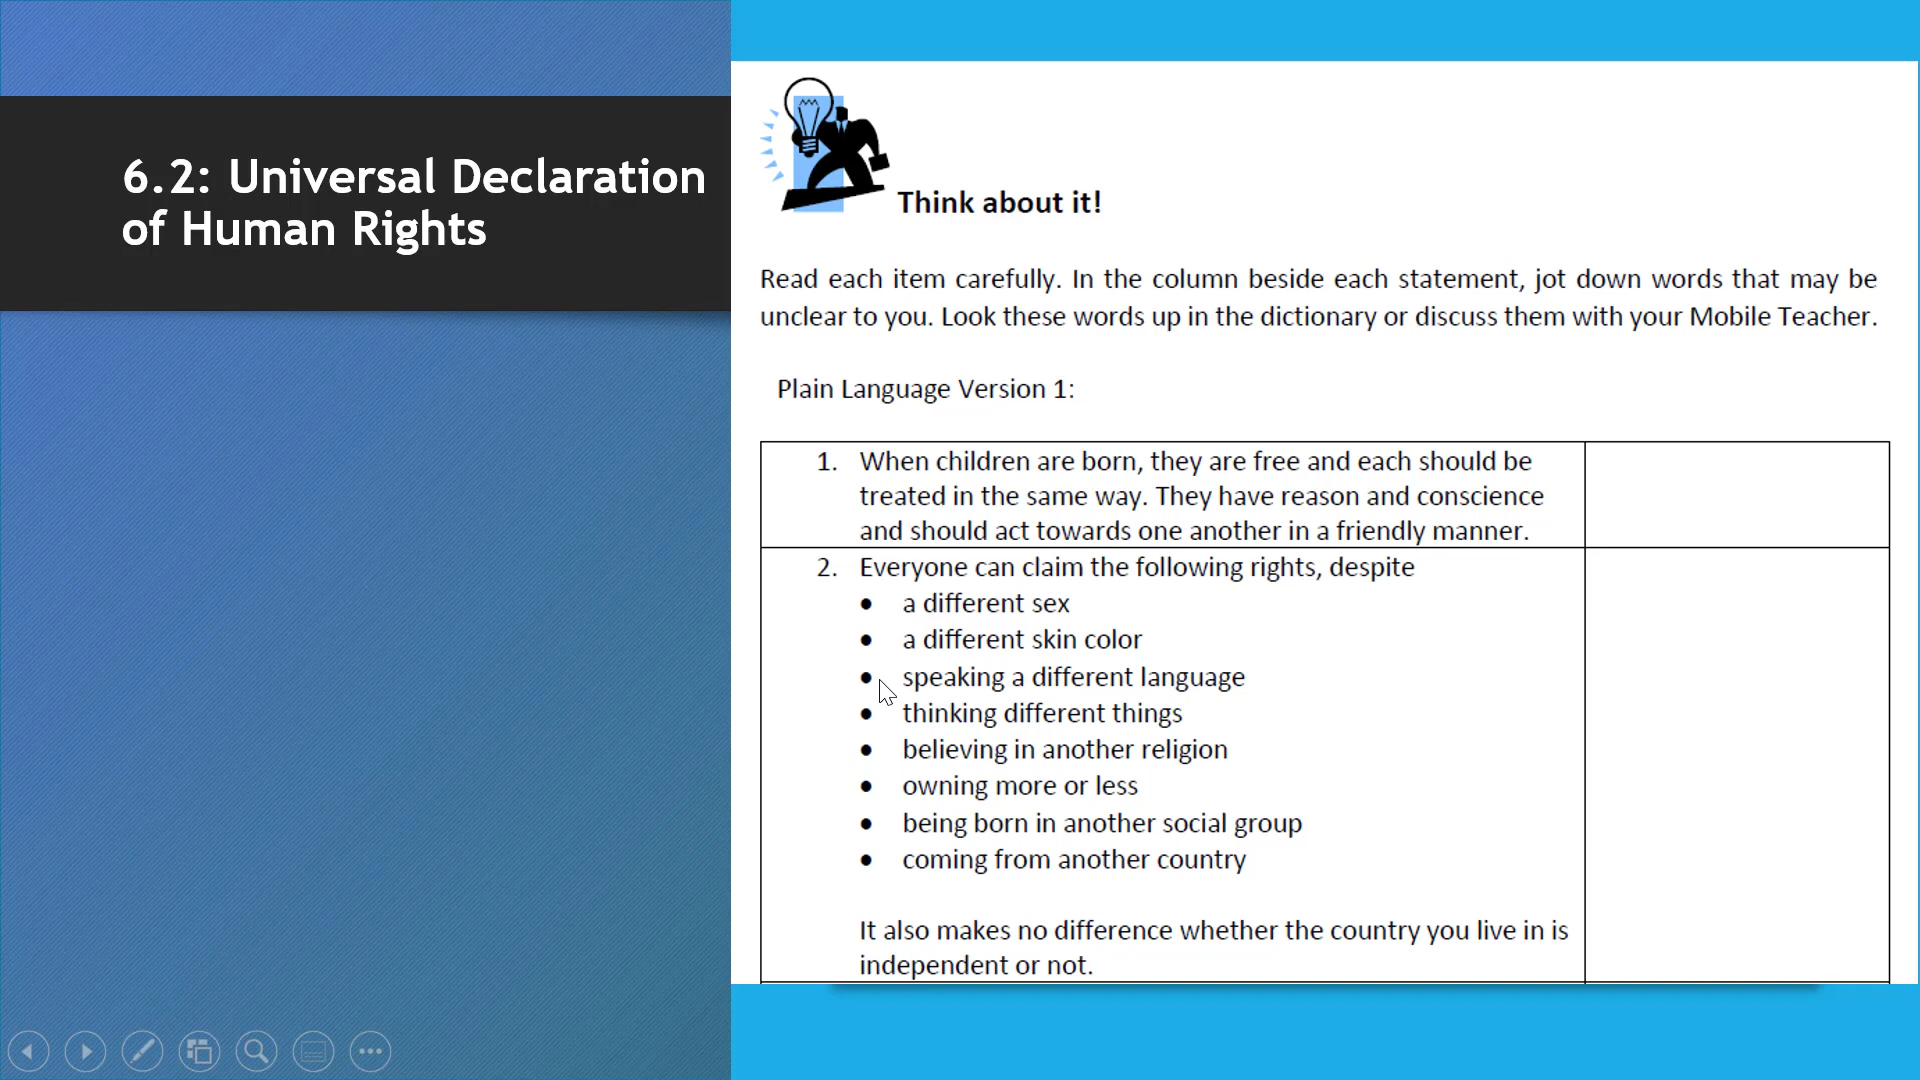 6.2: Universal Declaration
of Human Rights
Think about it!
Read each item carefully. In the column beside each statement, jot down words that may be
unclear to you. Look these words up in the dictionary or discuss them with your Mobile Teacher.
Plain Language Version 1:
1. When children are born, they are free and each should be
treated in the same way. They have reason and conscience
and should act towards one another in a friendly manner.
2. Everyone can claim the following rights, despite
• a different sex
• a different skin color
• speaking a different language
• thinking different things
• believing in another religion
• owning more or less
• being born in another social group
• coming from another country
It also makes no difference whether the country you live in is
independent or not.